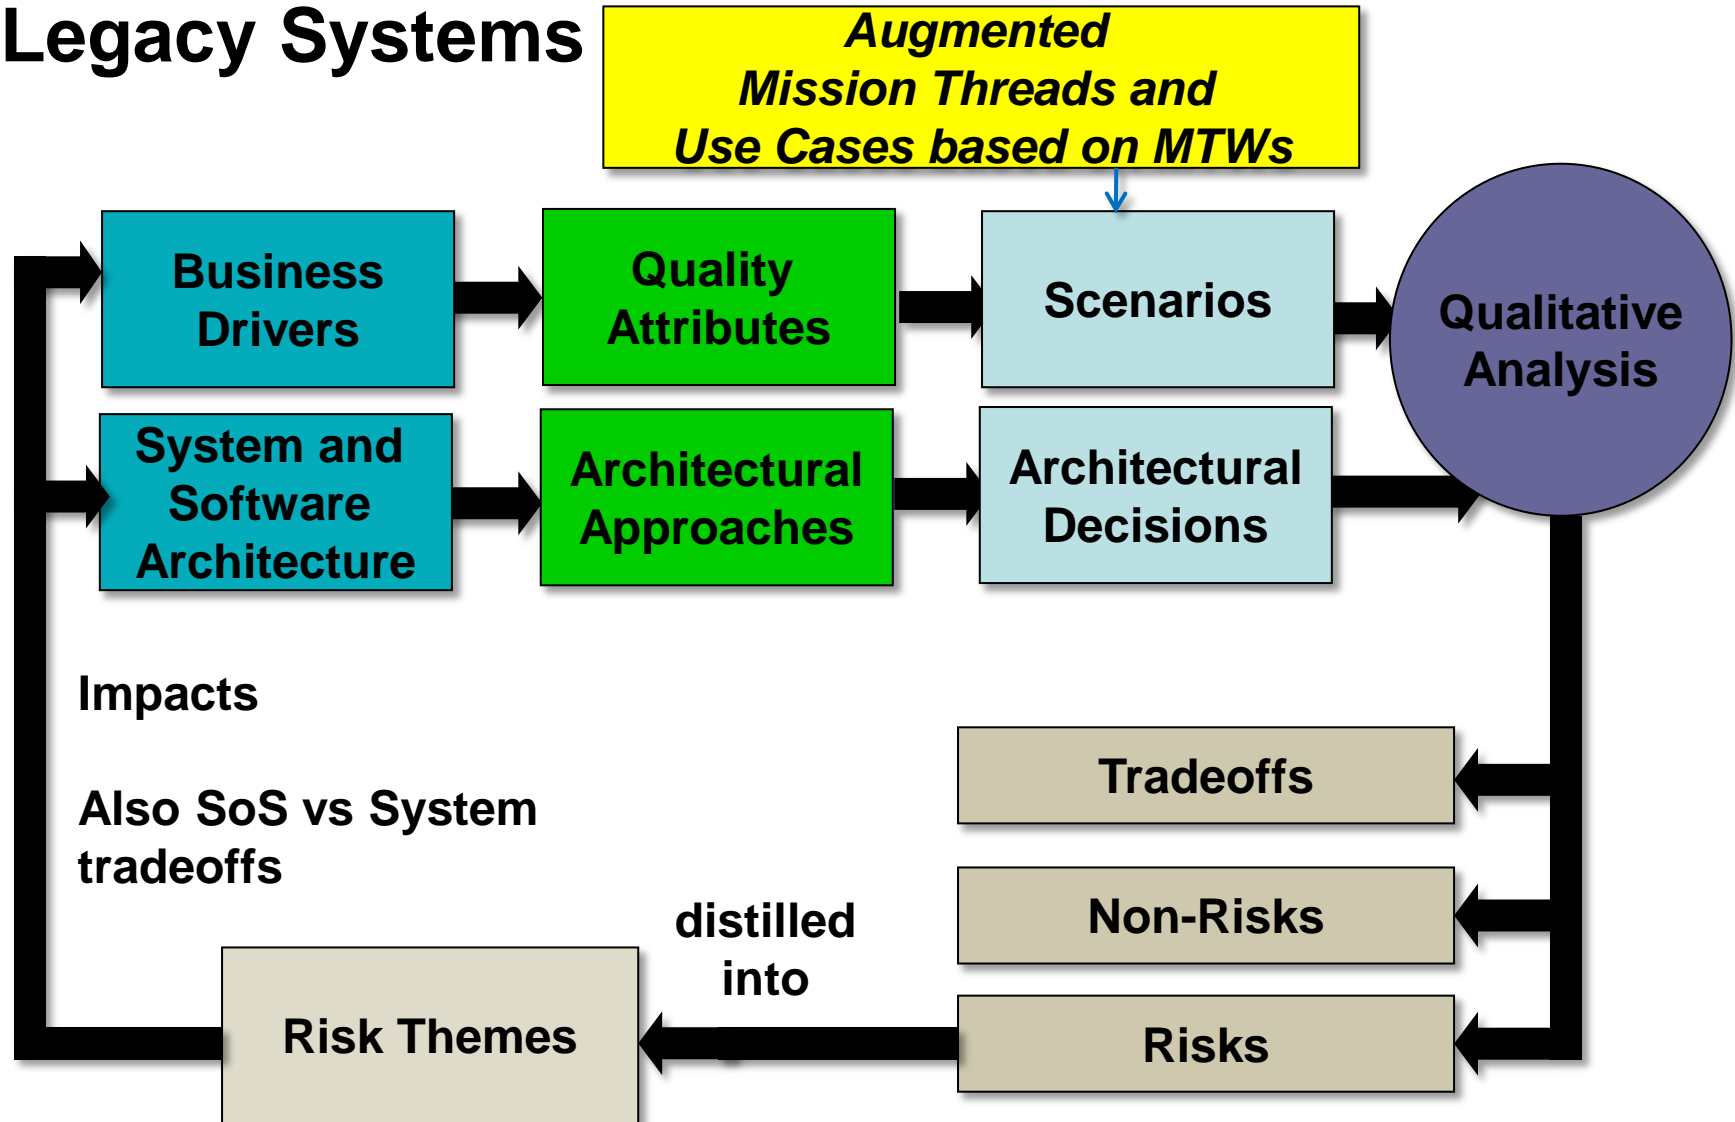 Legacy Systems
Augmented
Mission Threads and
Use Cases based on MTWs
Business
Drivers
Quality
Attributes
Scenarios
Qualitative
Analysis
System and
Software
Architecture
Architectural
Approaches
Architectural
Decisions
Impacts
Also SoS vs System
tradeoffs
Tradeoffs
Non-Risks
distilled
into
Risk Themes
Risks